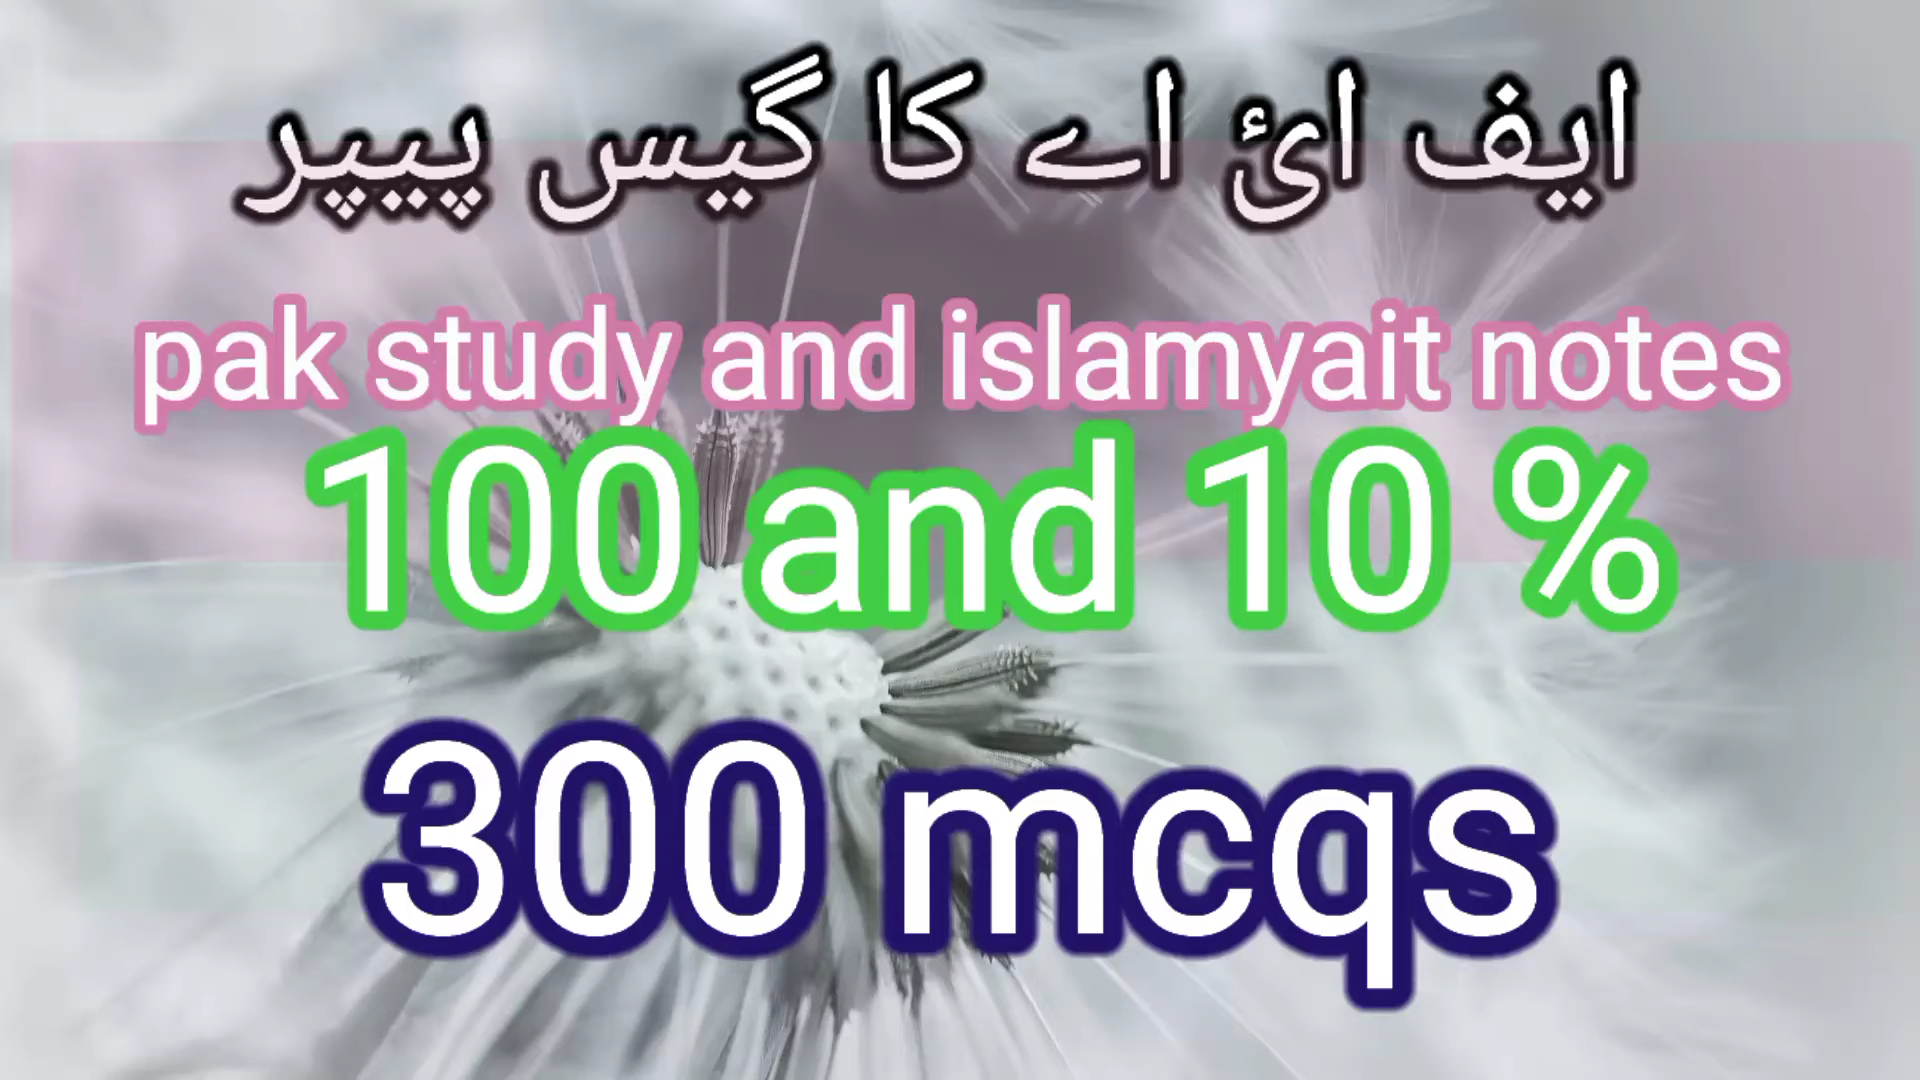 ایف ائ اے کا گیس پیپر
pak study and islamyait notes
100 and 10 %
300 mcqs